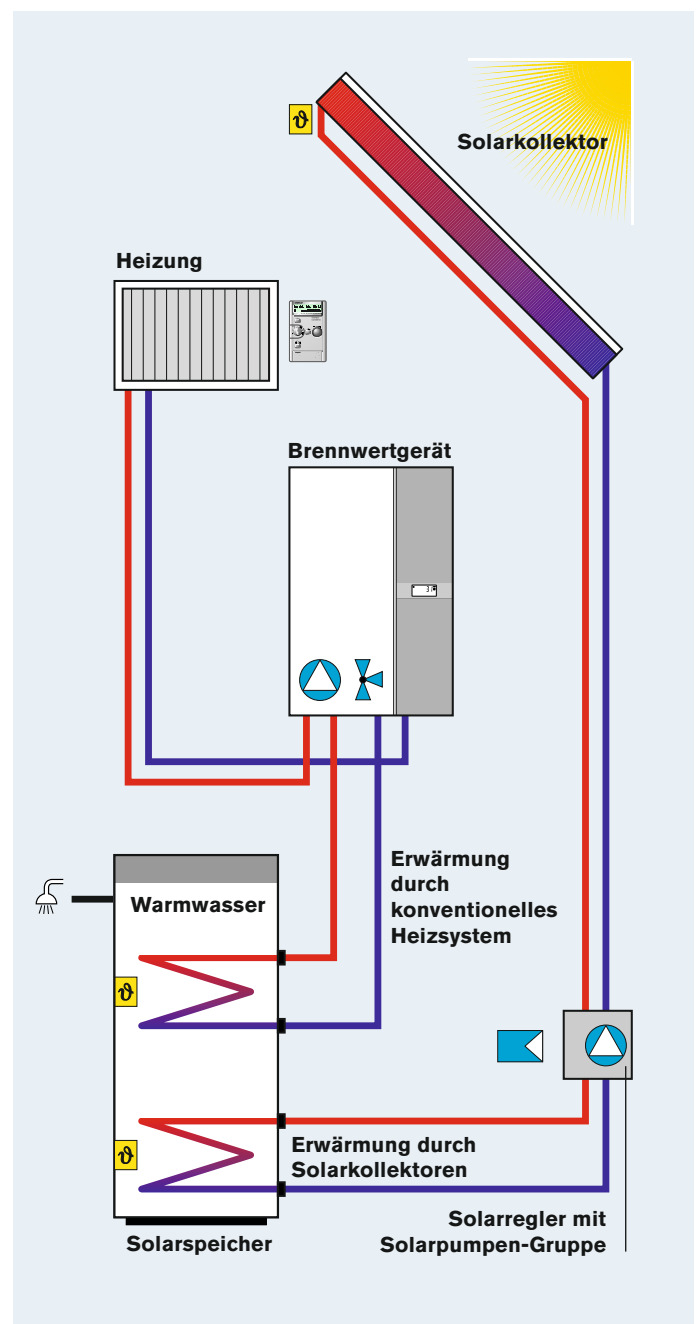 ϑ
Solarkollektor
Heizung
Brennwertgerät
Erwärmung
durch
konventionelles
Heizsystem
Warmwasser
ϑ
ϑ
Erwärmung durch
Solarkollektoren
Solarregler mit
Solarpumpen-Gruppe
Solarspeicher